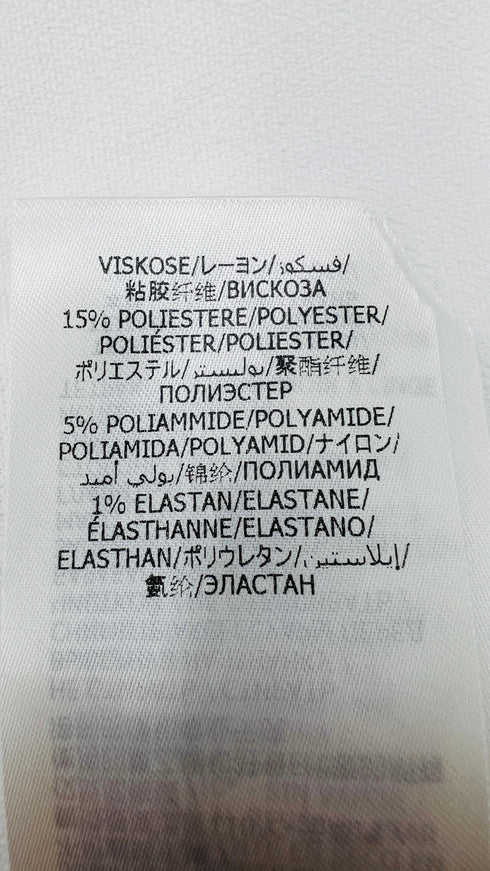 VISKOSE/レーヨン/فسكوز/
粘胶纤维/ВИСКОЗА
15% POLIESTERE/POLYESTER/
POLIÉSTER/POLIESTER/
ポリエステル/بوليستر/聚酯纤维/
ПОЛИЭСТЕР
5% POLIAMMIDE/POLYAMIDE/
POLIAMIDA/POLYAMID/ナイロン/
بولي أميد/锦纶/ПОЛИАМИД
1% ELASTAN/ELASTANE/
ÉLASTHANNE/ELASTANO/
ELASTHAN/ポリウレタン/إيلاستين/
氨纶/ЭЛАСТАН